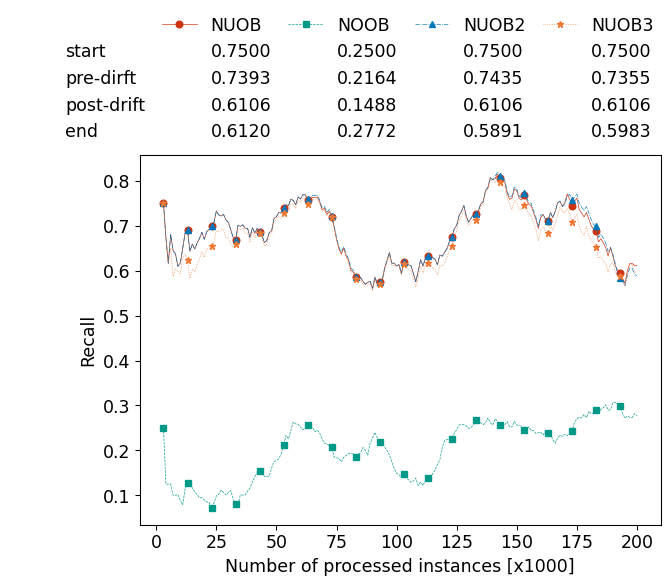 NUOB NOOB NUOB2 NUOB3
start 0.7500 0.2500 0.7500 0.7500
pre-dirft 0.7393 0.2164 0.7435 0.7355
post-drift 0.6106 0.1488 0.6106 0.6106
end 0.6120 0.2772 0.5891 0.5983
0.8
0.7
0.6
0.5
0.4
0.3
0.2
0.1
Recall
0 25 50 75 100 125 150 175 200
Number of processed instances [x1000]